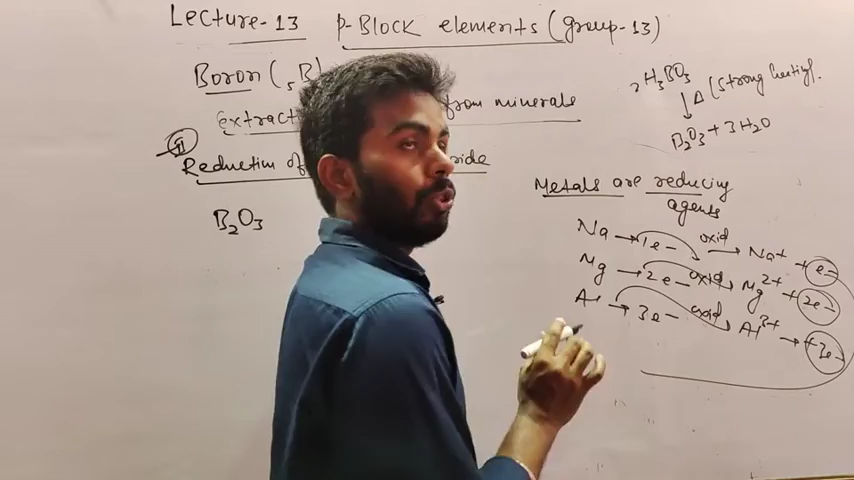 Lecture-13 P-Block elements (group-13)
Boron (5B)
extract from minerals
(II)
Reduction of oxide
B2O3
2H3BO3
↓ Δ (Strong heating).
B2O3 + 3H2O
Metals are reducing
agents
Na → 1e- oxid → Na+ + e-
Mg → 2e- oxid → Mg2+ + 2e-
Al → 3e- oxid → Al3+ → +3e-